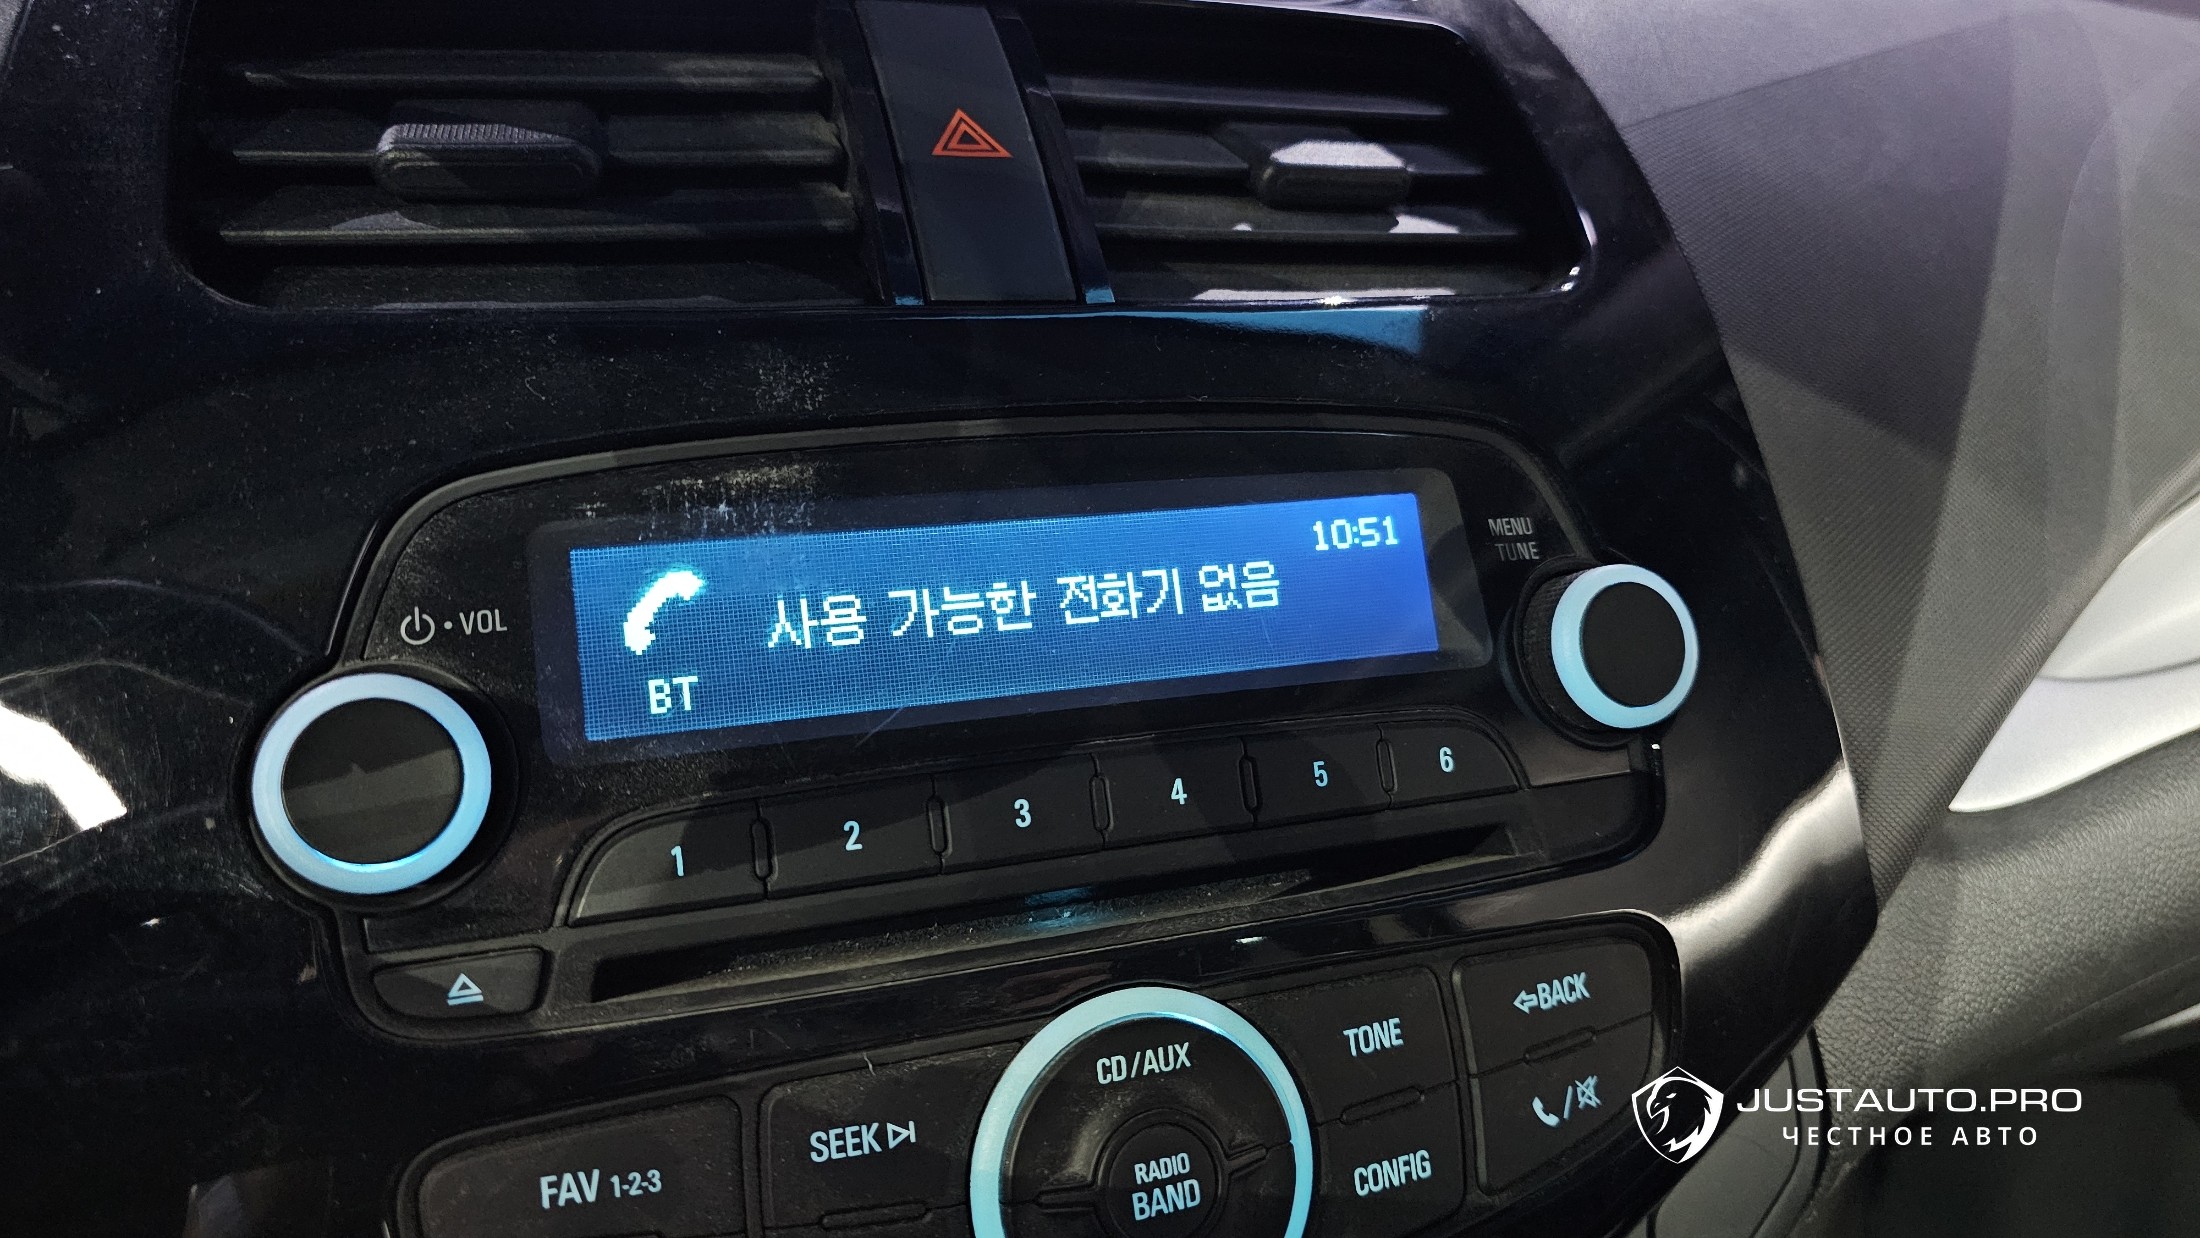 10:51
사용 가능한 전화기 없음
BT
VOL
MENU
TUNE
1
2
3
4
5
6
BACK
TONE
CD/AUX
SEEK
FAV 1-2-3
RADIO
BAND
CONFIG
/
JUSTAUTO.PRO
ЧЕСТНОЕ АВТО